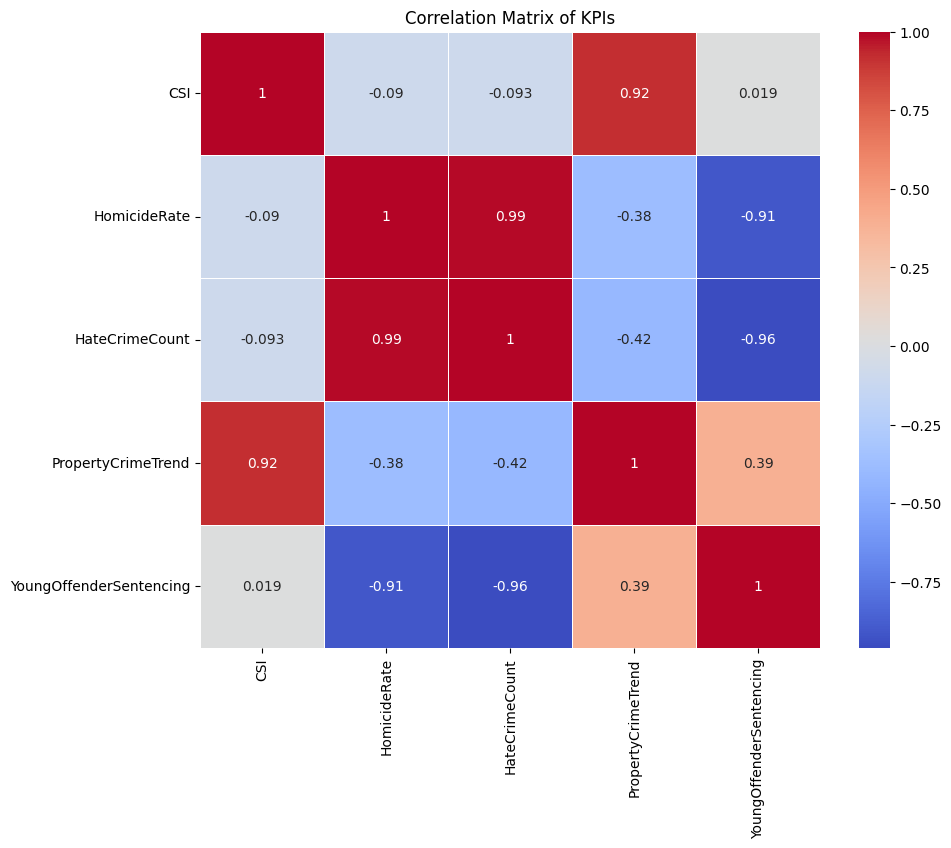 Correlation Matrix of KPIs
CSI 1 -0.09 -0.093 0.92 0.019
HomicideRate -0.09 1 0.99 -0.38 -0.91
HateCrimeCount -0.093 0.99 1 -0.42 -0.96
PropertyCrimeTrend 0.92 -0.38 -0.42 1 0.39
YoungOffenderSentencing 0.019 -0.91 -0.96 0.39 1
CSI
HomicideRate
HateCrimeCount
PropertyCrimeTrend
YoungOffenderSentencing
1.00
0.75
0.50
0.25
0.00
−0.25
−0.50
−0.75